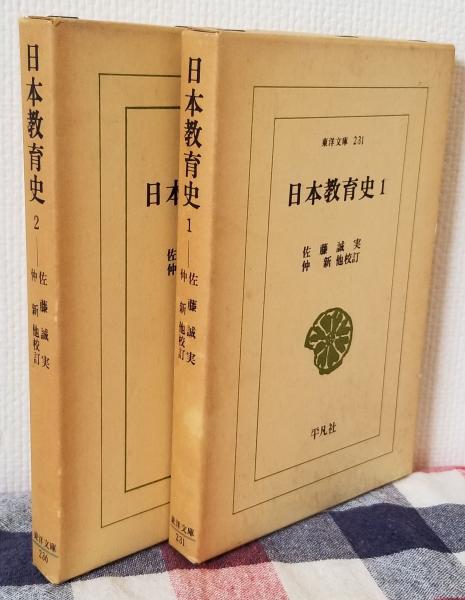 日本教育史 2
佐藤誠実
仲新他校訂
東洋文庫
236
日本
佐
仲
日本教育史 1
佐藤誠実
仲新他校訂
東洋文庫
231
東洋文庫 231
日本教育史 1
佐藤誠実
仲新他校訂
平凡社